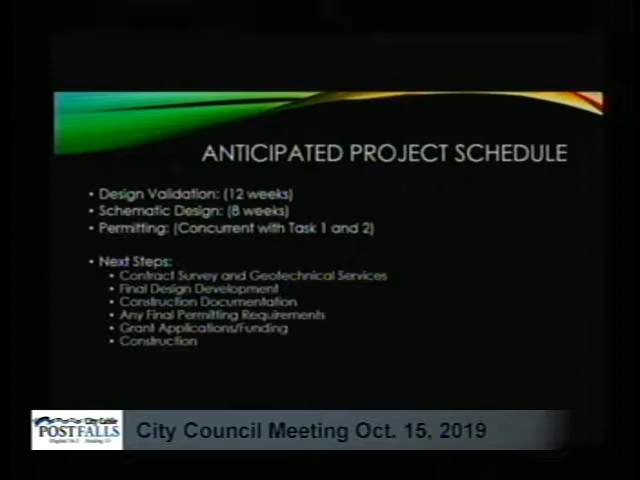 ANTICIPATED PROJECT SCHEDULE
• Design Validation: (12 weeks)
• Schematic Design: (8 weeks)
• Permitting: (Concurrent with Task 1 and 2)
• Next Steps:
• Contract Survey and Geotechnical Services
• Final Design Development
• Construction Documentation
• Any Final Permitting Requirements
• Grant Applications/Funding
• Construction
City Cable
POST FALLS
City Council Meeting Oct. 15, 2019